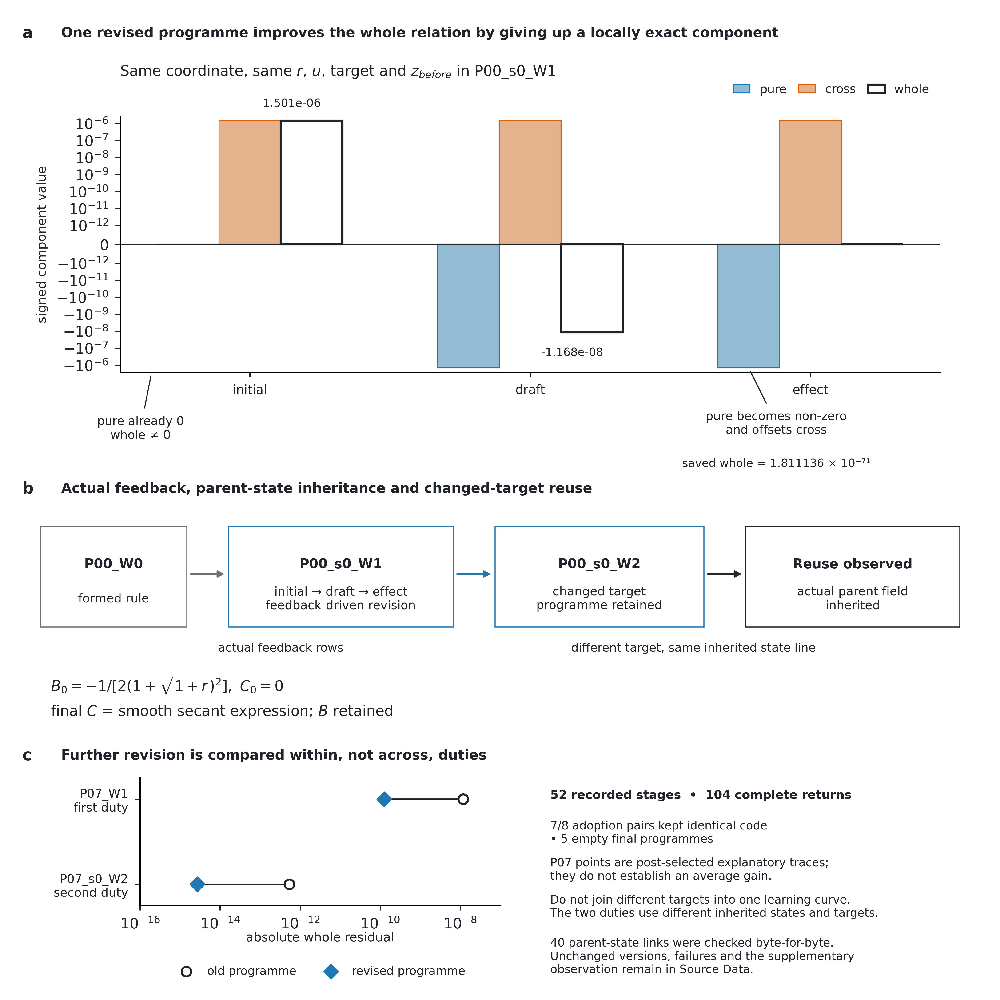 a One revised programme improves the whole relation by giving up a locally exact component
Same coordinate, same r, u, target and z_before in P00_s0_W1
pure cross whole
1.501e-06
signed component value
10⁻⁶
10⁻⁷
10⁻⁸
10⁻⁹
10⁻¹⁰
10⁻¹¹
10⁻¹²
0
−10⁻¹²
−10⁻¹¹
−10⁻¹⁰
−10⁻⁹
−10⁻⁸
−10⁻⁷
−10⁻⁶
-1.168e-08
initial draft effect
pure already 0
whole ≠ 0
pure becomes non-zero
and offsets cross
saved whole = 1.811136 × 10⁻⁷¹
b Actual feedback, parent-state inheritance and changed-target reuse
P00_W0
formed rule
P00_s0_W1
initial → draft → effect
feedback-driven revision
P00_s0_W2
changed target
programme retained
Reuse observed
actual parent field
inherited
actual feedback rows
different target, same inherited state line
B₀ = −1/[2(1 + √(1 + r))²], C₀ = 0
final C = smooth secant expression; B retained
c Further revision is compared within, not across, duties
P07_W1
first duty
P07_s0_W2
second duty
10⁻¹⁶ 10⁻¹⁴ 10⁻¹² 10⁻¹⁰ 10⁻⁸
absolute whole residual
old programme revised programme
52 recorded stages • 104 complete returns
7/8 adoption pairs kept identical code
• 5 empty final programmes
P07 points are post-selected explanatory traces;
they do not establish an average gain.
Do not join different targets into one learning curve.
The two duties use different inherited states and targets.
40 parent-state links were checked byte-for-byte.
Unchanged versions, failures and the supplementary
observation remain in Source Data.